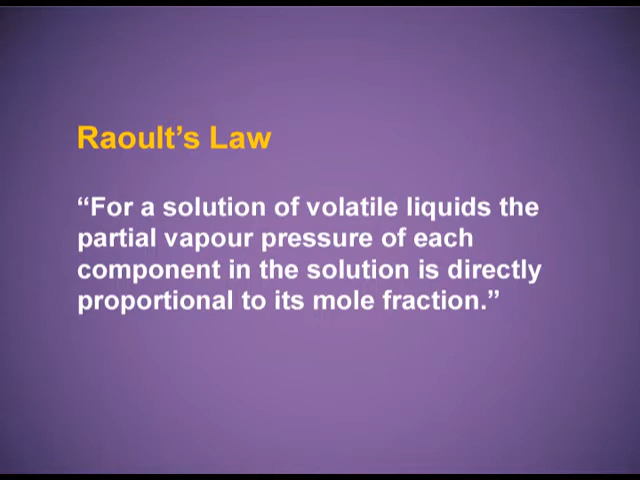 Raoult’s Law
“For a solution of volatile liquids the
partial vapour pressure of each
component in the solution is directly
proportional to its mole fraction.”